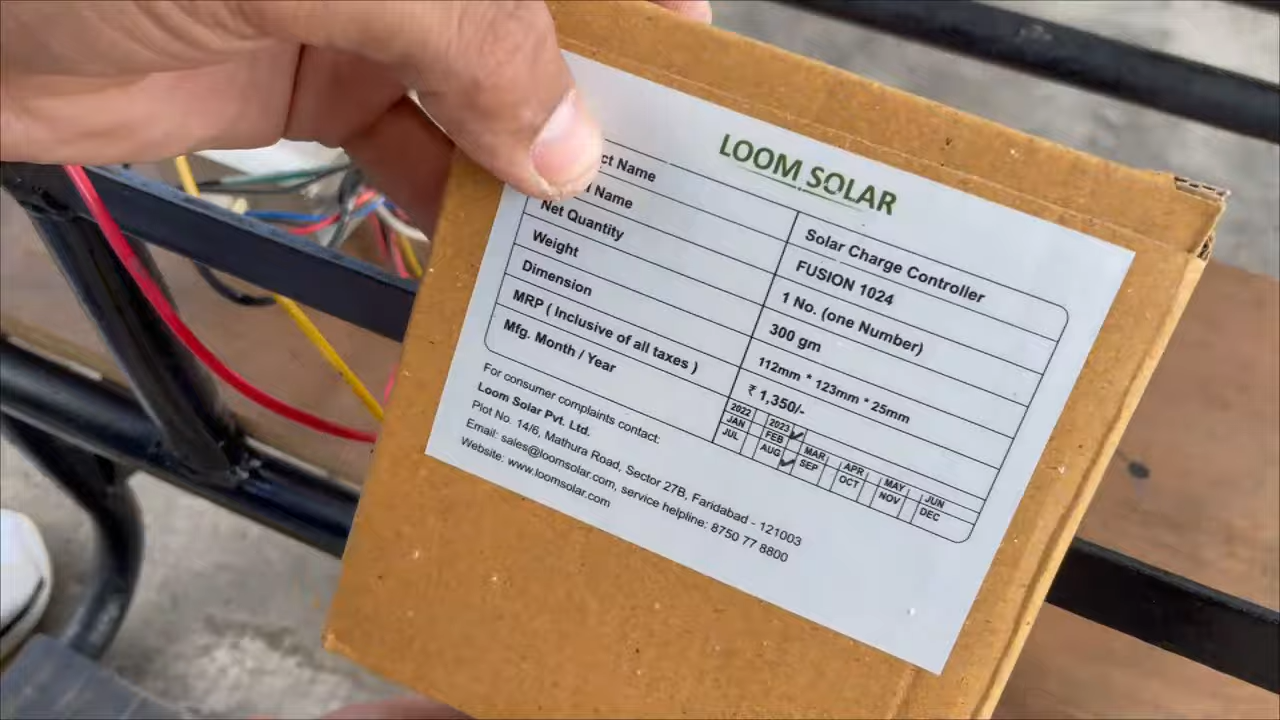 LOOM SOLAR
ct Name Solar Charge Controller
l Name FUSION 1024
Net Quantity 1 No. (one Number)
Weight 300 gm
Dimension 112mm * 123mm * 25mm
MRP ( Inclusive of all taxes ) ₹ 1,350/-
Mfg. Month / Year 2022 2023 ✓
JAN FEB MAR APR MAY JUN
JUL AUG ✓ SEP OCT NOV DEC
For consumer complaints contact:
Loom Solar Pvt. Ltd.
Plot No. 14/6, Mathura Road, Sector 27B, Faridabad - 121003
Email: sales@loomsolar.com, service helpline: 8750 77 8800
Website: www.loomsolar.com